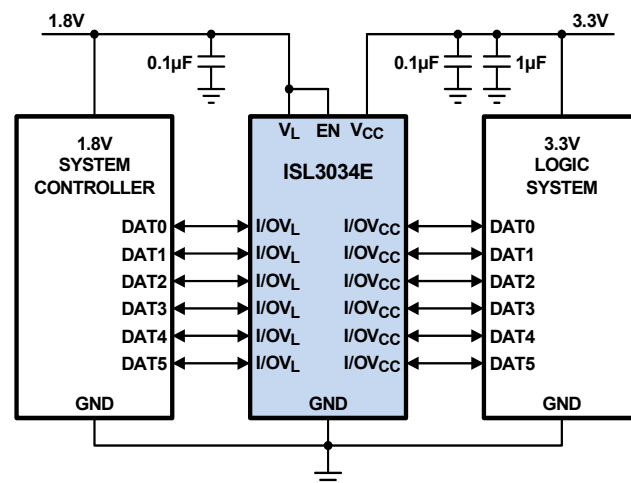 1.8V 3.3V
0.1µF 0.1µF 1µF
VL EN VCC
1.8V
SYSTEM
CONTROLLER
ISL3034E
3.3V
LOGIC
SYSTEM
DAT0 I/OVL I/OVCC DAT0
DAT1 I/OVL I/OVCC DAT1
DAT2 I/OVL I/OVCC DAT2
DAT3 I/OVL I/OVCC DAT3
DAT4 I/OVL I/OVCC DAT4
DAT5 I/OVL I/OVCC DAT5
GND GND GND